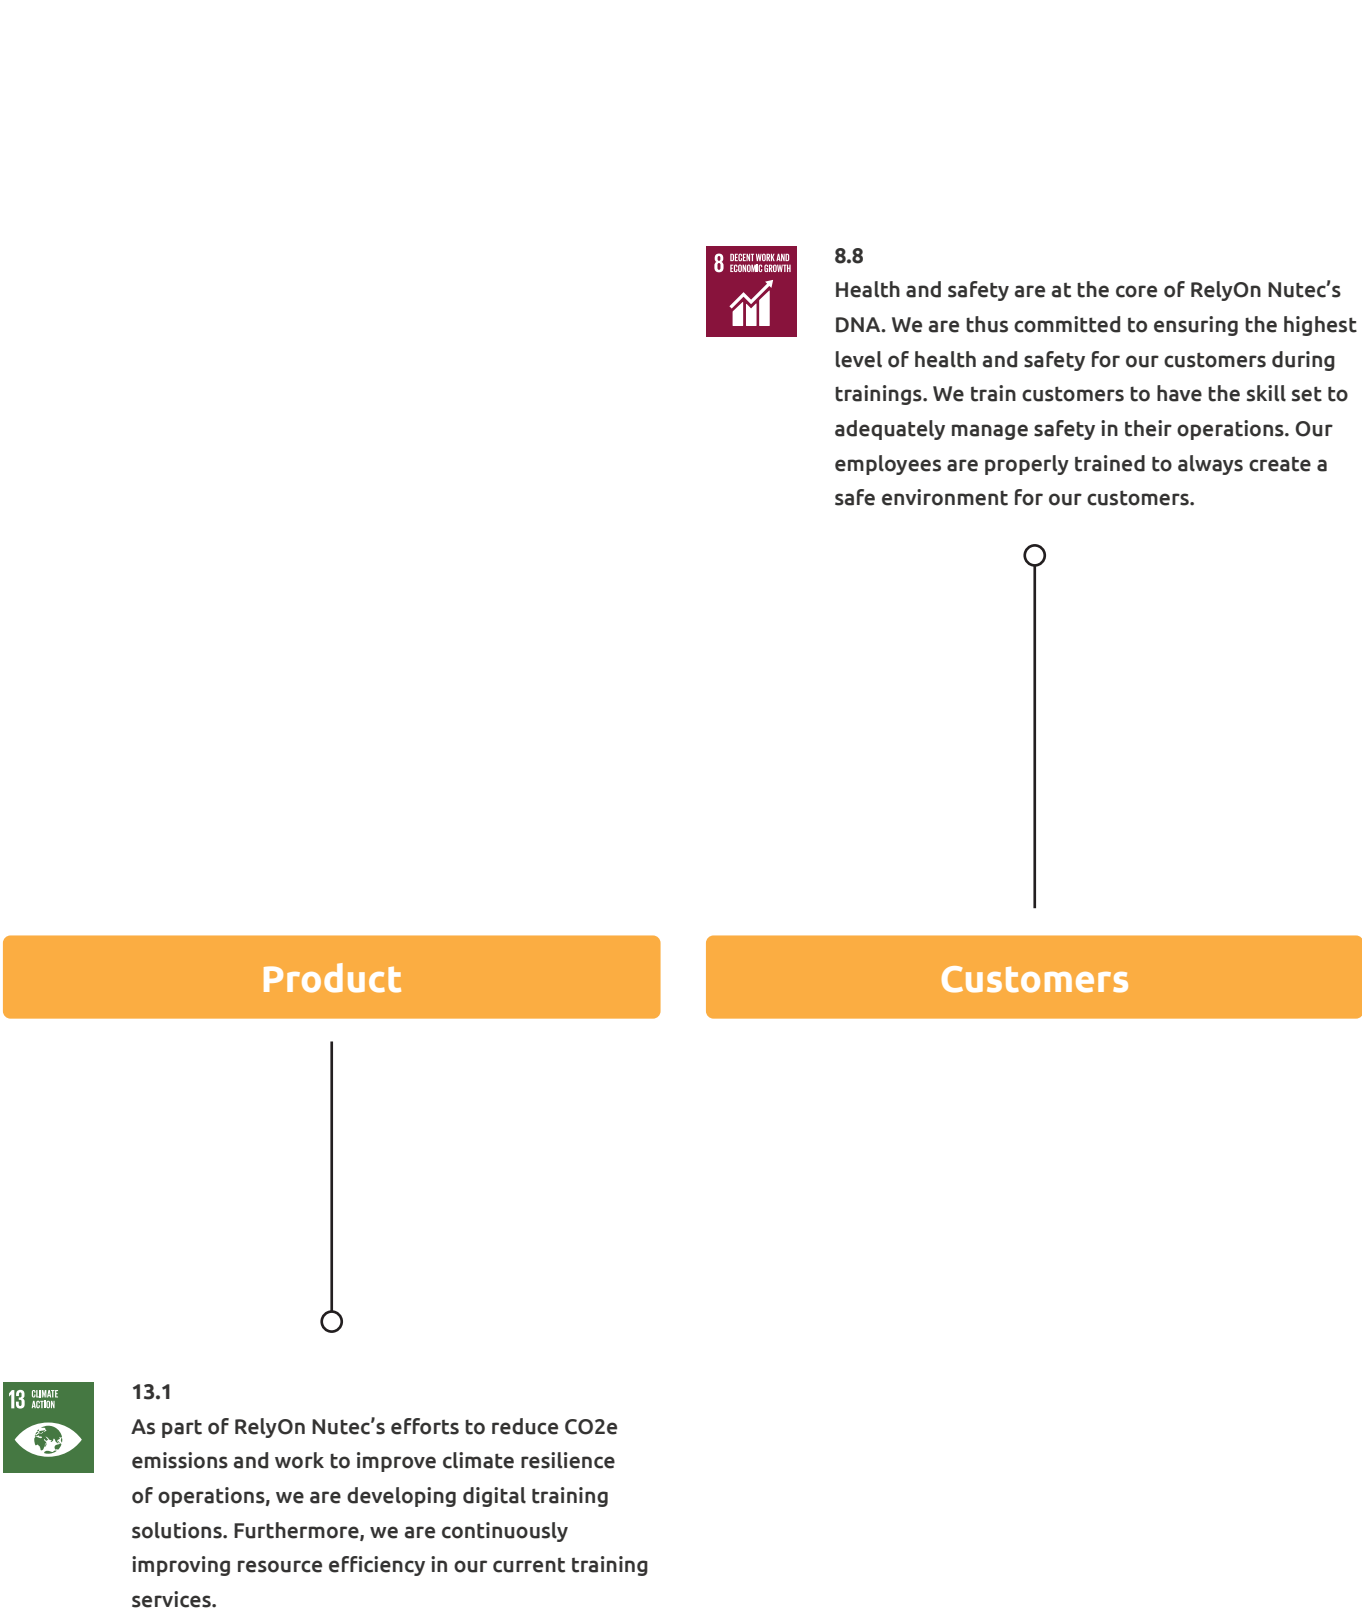 8 DECENT WORK AND
ECONOMIC GROWTH
8.8
Health and safety are at the core of RelyOn Nutec’s
DNA. We are thus committed to ensuring the highest
level of health and safety for our customers during
trainings. We train customers to have the skill set to
adequately manage safety in their operations. Our
employees are properly trained to always create a
safe environment for our customers.
Product
Customers
13 CLIMATE
ACTION
13.1
As part of RelyOn Nutec’s efforts to reduce CO2e
emissions and work to improve climate resilience
of operations, we are developing digital training
solutions. Furthermore, we are continuously
improving resource efficiency in our current training
services.